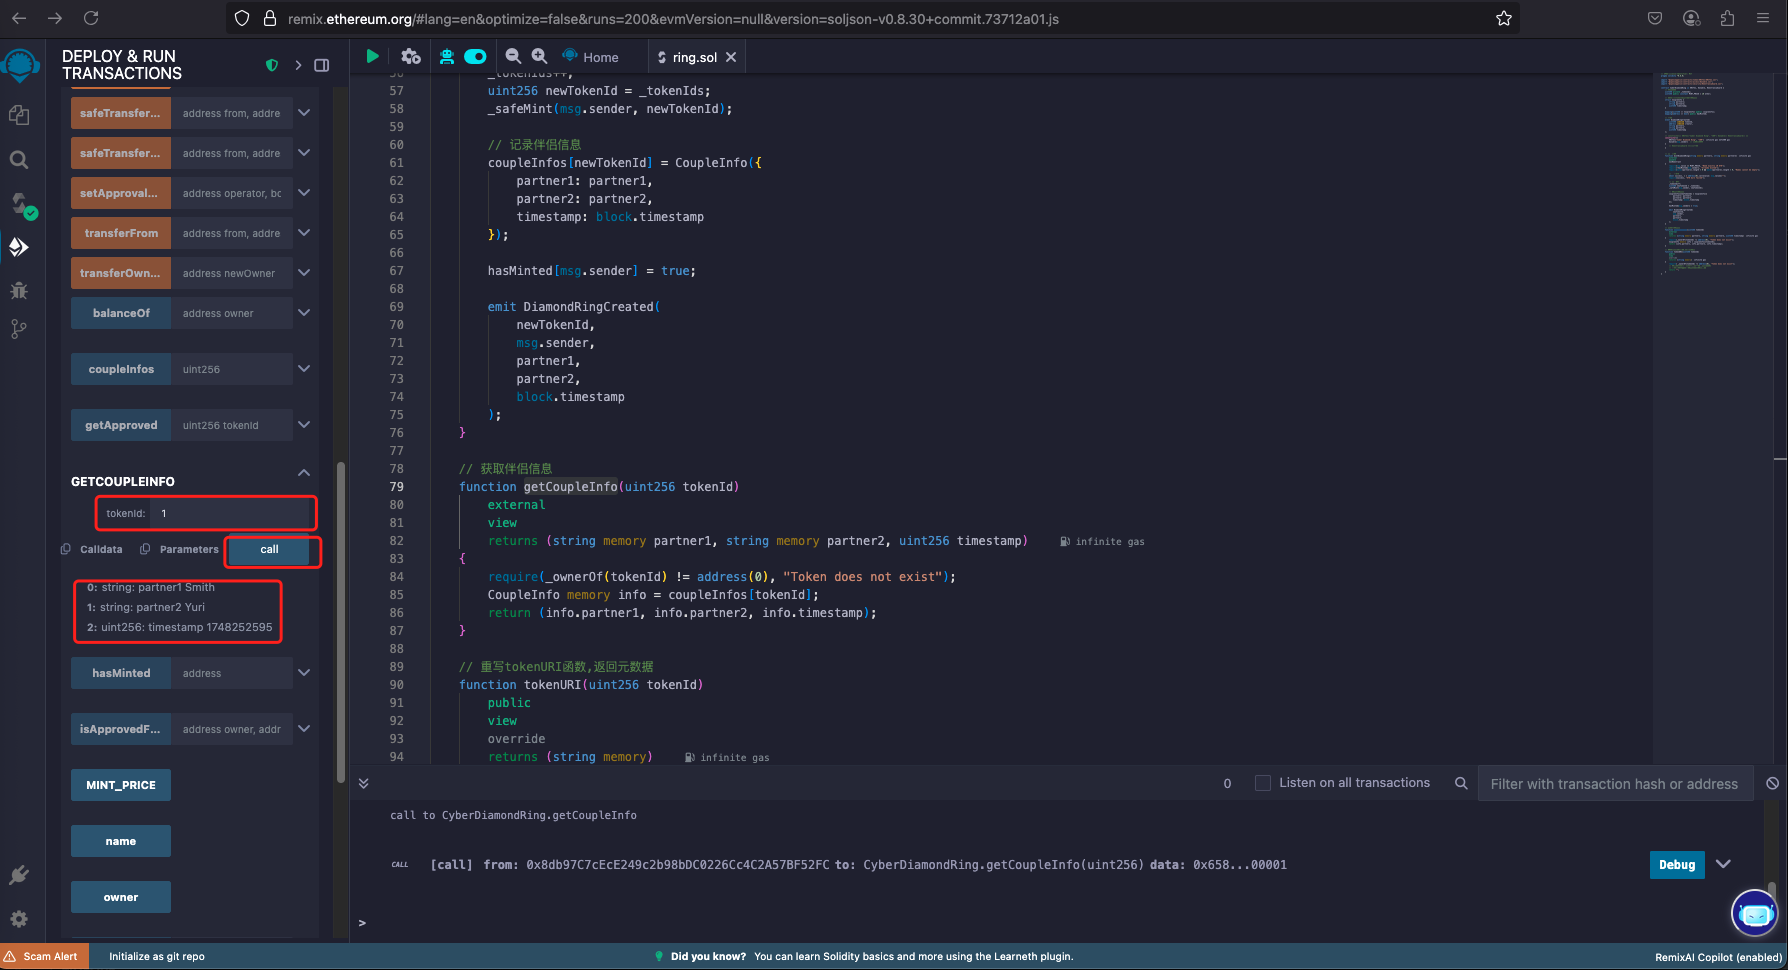 remix.ethereum.org/#lang=en&optimize=false&runs=200&evmVersion=null&version=soljson-v0.8.30+commit.73712a01.js
DEPLOY & RUN
TRANSACTIONS
safeTransfer... address from, addre
safeTransfer... address from, addre
setApproval... address operator, bc
transferFrom address from, addre
transferOwn... address newOwner
balanceOf address owner
coupleInfos uint256
getApproved uint256 tokenId
GETCOUPLEINFO
tokenId: 1
Calldata Parameters call
0: string: partner1 Smith
1: string: partner2 Yuri
2: uint256: timestamp 1748252595
hasMinted address
isApprovedF... address owner, addr
MINT_PRICE
name
owner
Home ring.sol
56 _tokenIds++;
57 uint256 newTokenId = _tokenIds;
58 _safeMint(msg.sender, newTokenId);
59
60 // 记录伴侣信息
61 coupleInfos[newTokenId] = CoupleInfo({
62 partner1: partner1,
63 partner2: partner2,
64 timestamp: block.timestamp
65 });
66
67 hasMinted[msg.sender] = true;
68
69 emit DiamondRingCreated(
70 newTokenId,
71 msg.sender,
72 partner1,
73 partner2,
74 block.timestamp
75 );
76 }
77
78 // 获取伴侣信息
79 function getCoupleInfo(uint256 tokenId)
80 external
81 view
82 returns (string memory partner1, string memory partner2, uint256 timestamp) infinite gas
83 {
84 require(_ownerOf(tokenId) != address(0), "Token does not exist");
85 CoupleInfo memory info = coupleInfos[tokenId];
86 return (info.partner1, info.partner2, info.timestamp);
87 }
88
89 // 重写tokenURI函数,返回元数据
90 function tokenURI(uint256 tokenId)
91 public
92 view
93 override
94 returns (string memory) infinite gas
0 Listen on all transactions Filter with transaction hash or address
call to CyberDiamondRing.getCoupleInfo
CALL [call] from: 0x8db97C7cEcE249c2b98bDC0226Cc4C2A57BF52FC to: CyberDiamondRing.getCoupleInfo(uint256) data: 0x658...00001 Debug
>
Scam Alert Initialize as git repo Did you know? You can learn Solidity basics and more using the Learneth plugin. RemixAI Copilot (enabled)